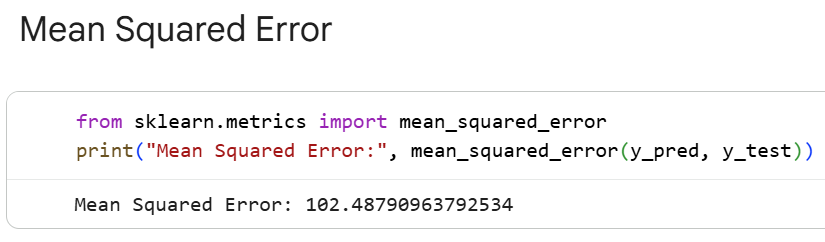 Mean Squared Error
from sklearn.metrics import mean_squared_error
print("Mean Squared Error:", mean_squared_error(y_pred, y_test))
Mean Squared Error: 102.48790963792534